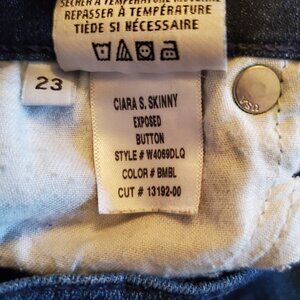 REPASSER À TEMPÉRATURE
TIÈDE SI NÉCESSAIRE
23
CIARA S. SKINNY
EXPOSED
BUTTON
STYLE # W4069DLQ
COLOR # BMBL
CUT # 13192-00